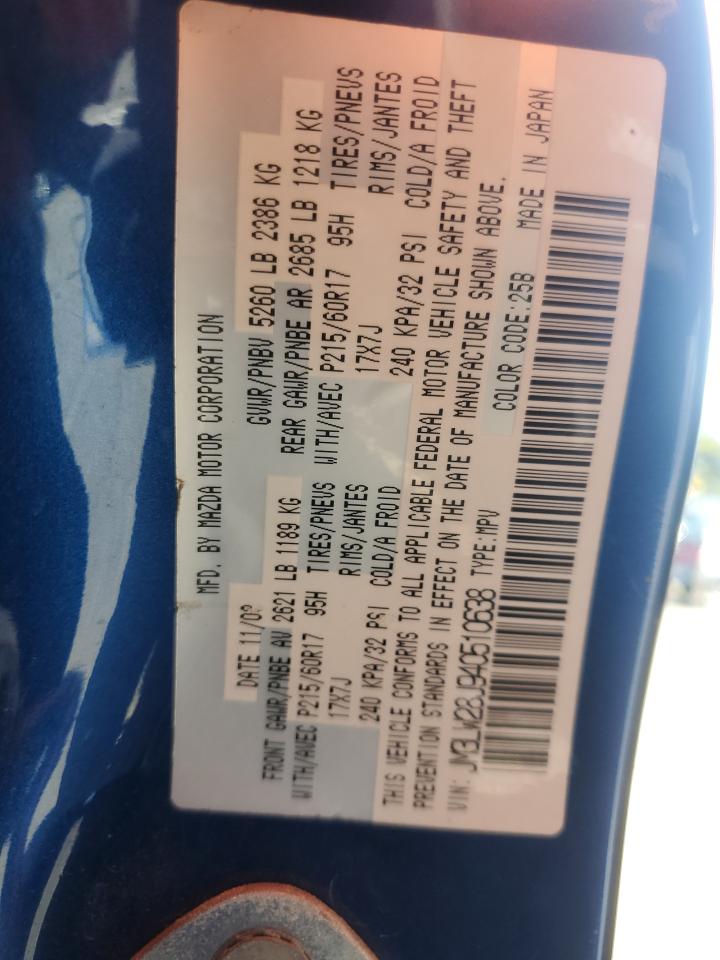 MFD. BY MAZDA MOTOR CORPORATION
DATE 11/03 GVWR/PNBV 5260 LB 2386 KG
FRONT GAWR/PNBE AV 2621 LB 1189 KG REAR GAWR/PNBE AR 2685 LB 1218 KG
WITH/AVEC P215/60R17 95H TIRES/PNEUS WITH/AVEC P215/60R17 95H TIRES/PNEUS
17X7J RIMS/JANTES 17X7J RIMS/JANTES
240 KPA/32 PSI COLD/A FROID 240 KPA/32 PSI COLD/A FROID
THIS VEHICLE CONFORMS TO ALL APPLICABLE FEDERAL MOTOR VEHICLE SAFETY AND THEFT
PREVENTION STANDARDS IN EFFECT ON THE DATE OF MANUFACTURE SHOWN ABOVE.
VIN: JM3LW28J940510638 TYPE:MPV COLOR CODE:25B MADE IN JAPAN